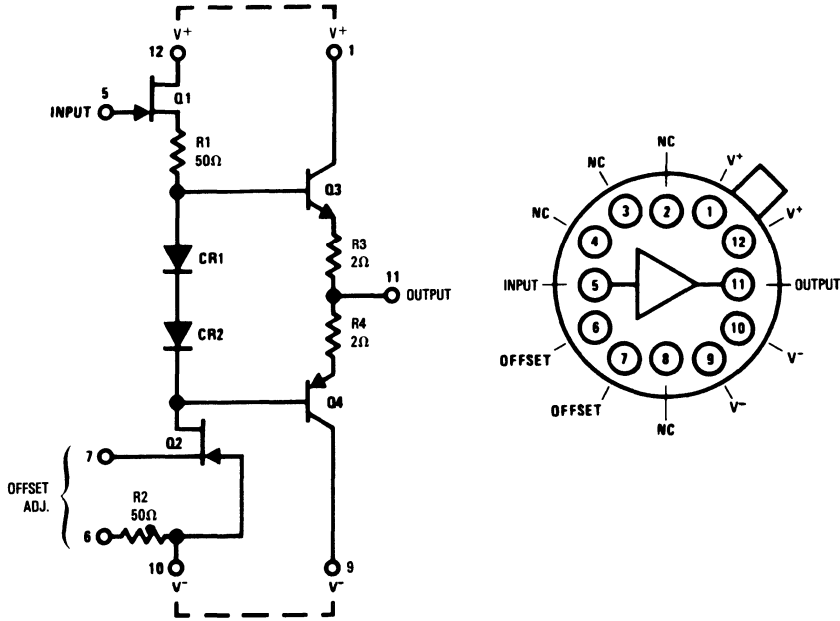 V+ V+
12 1
5
INPUT
Q1
R1
50Ω
Q3
CR1
R3
2Ω
11
OUTPUT
CR2
R4
2Ω
Q4
Q2
7
OFFSET
ADJ.
R2
50Ω
6
10 9
V- V-
NC
NC V+
NC V+
3 2 1
4 12
INPUT 5 11 OUTPUT
6 10
OFFSET 7 8 9 V-
OFFSET V-
NC